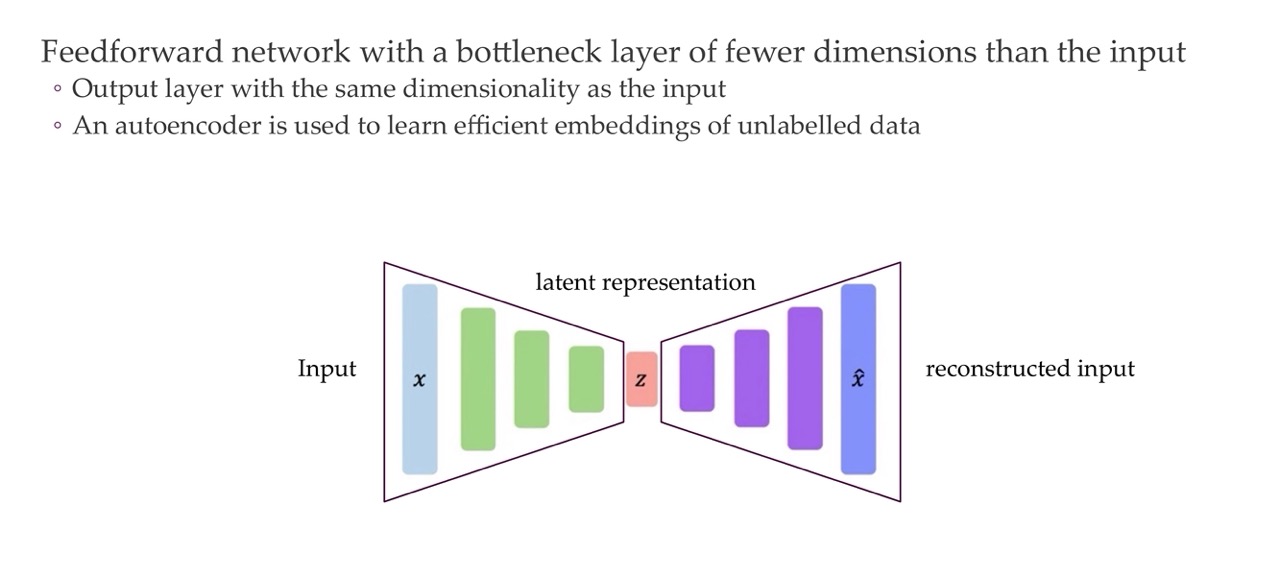 Feedforward network with a bottleneck layer of fewer dimensions than the input
◦ Output layer with the same dimensionality as the input
◦ An autoencoder is used to learn efficient embeddings of unlabelled data
latent representation
Input
x
z
x̂
reconstructed input